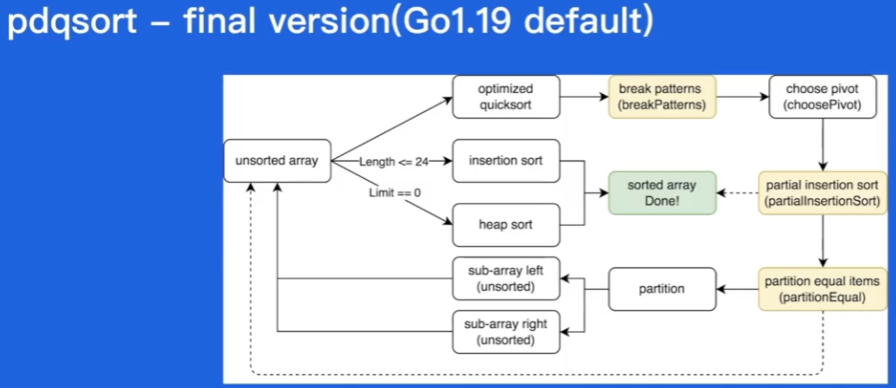 pdqsort – final version(Go1.19 default)
optimized
quicksort
break patterns
(breakPatterns)
choose pivot
(choosePivot)
unsorted array
Length <= 24
insertion sort
Limit == 0
sorted array
Done!
partial insertion sort
(partialInsertionSort)
heap sort
sub-array left
(unsorted)
partition
partition equal items
(partitionEqual)
sub-array right
(unsorted)